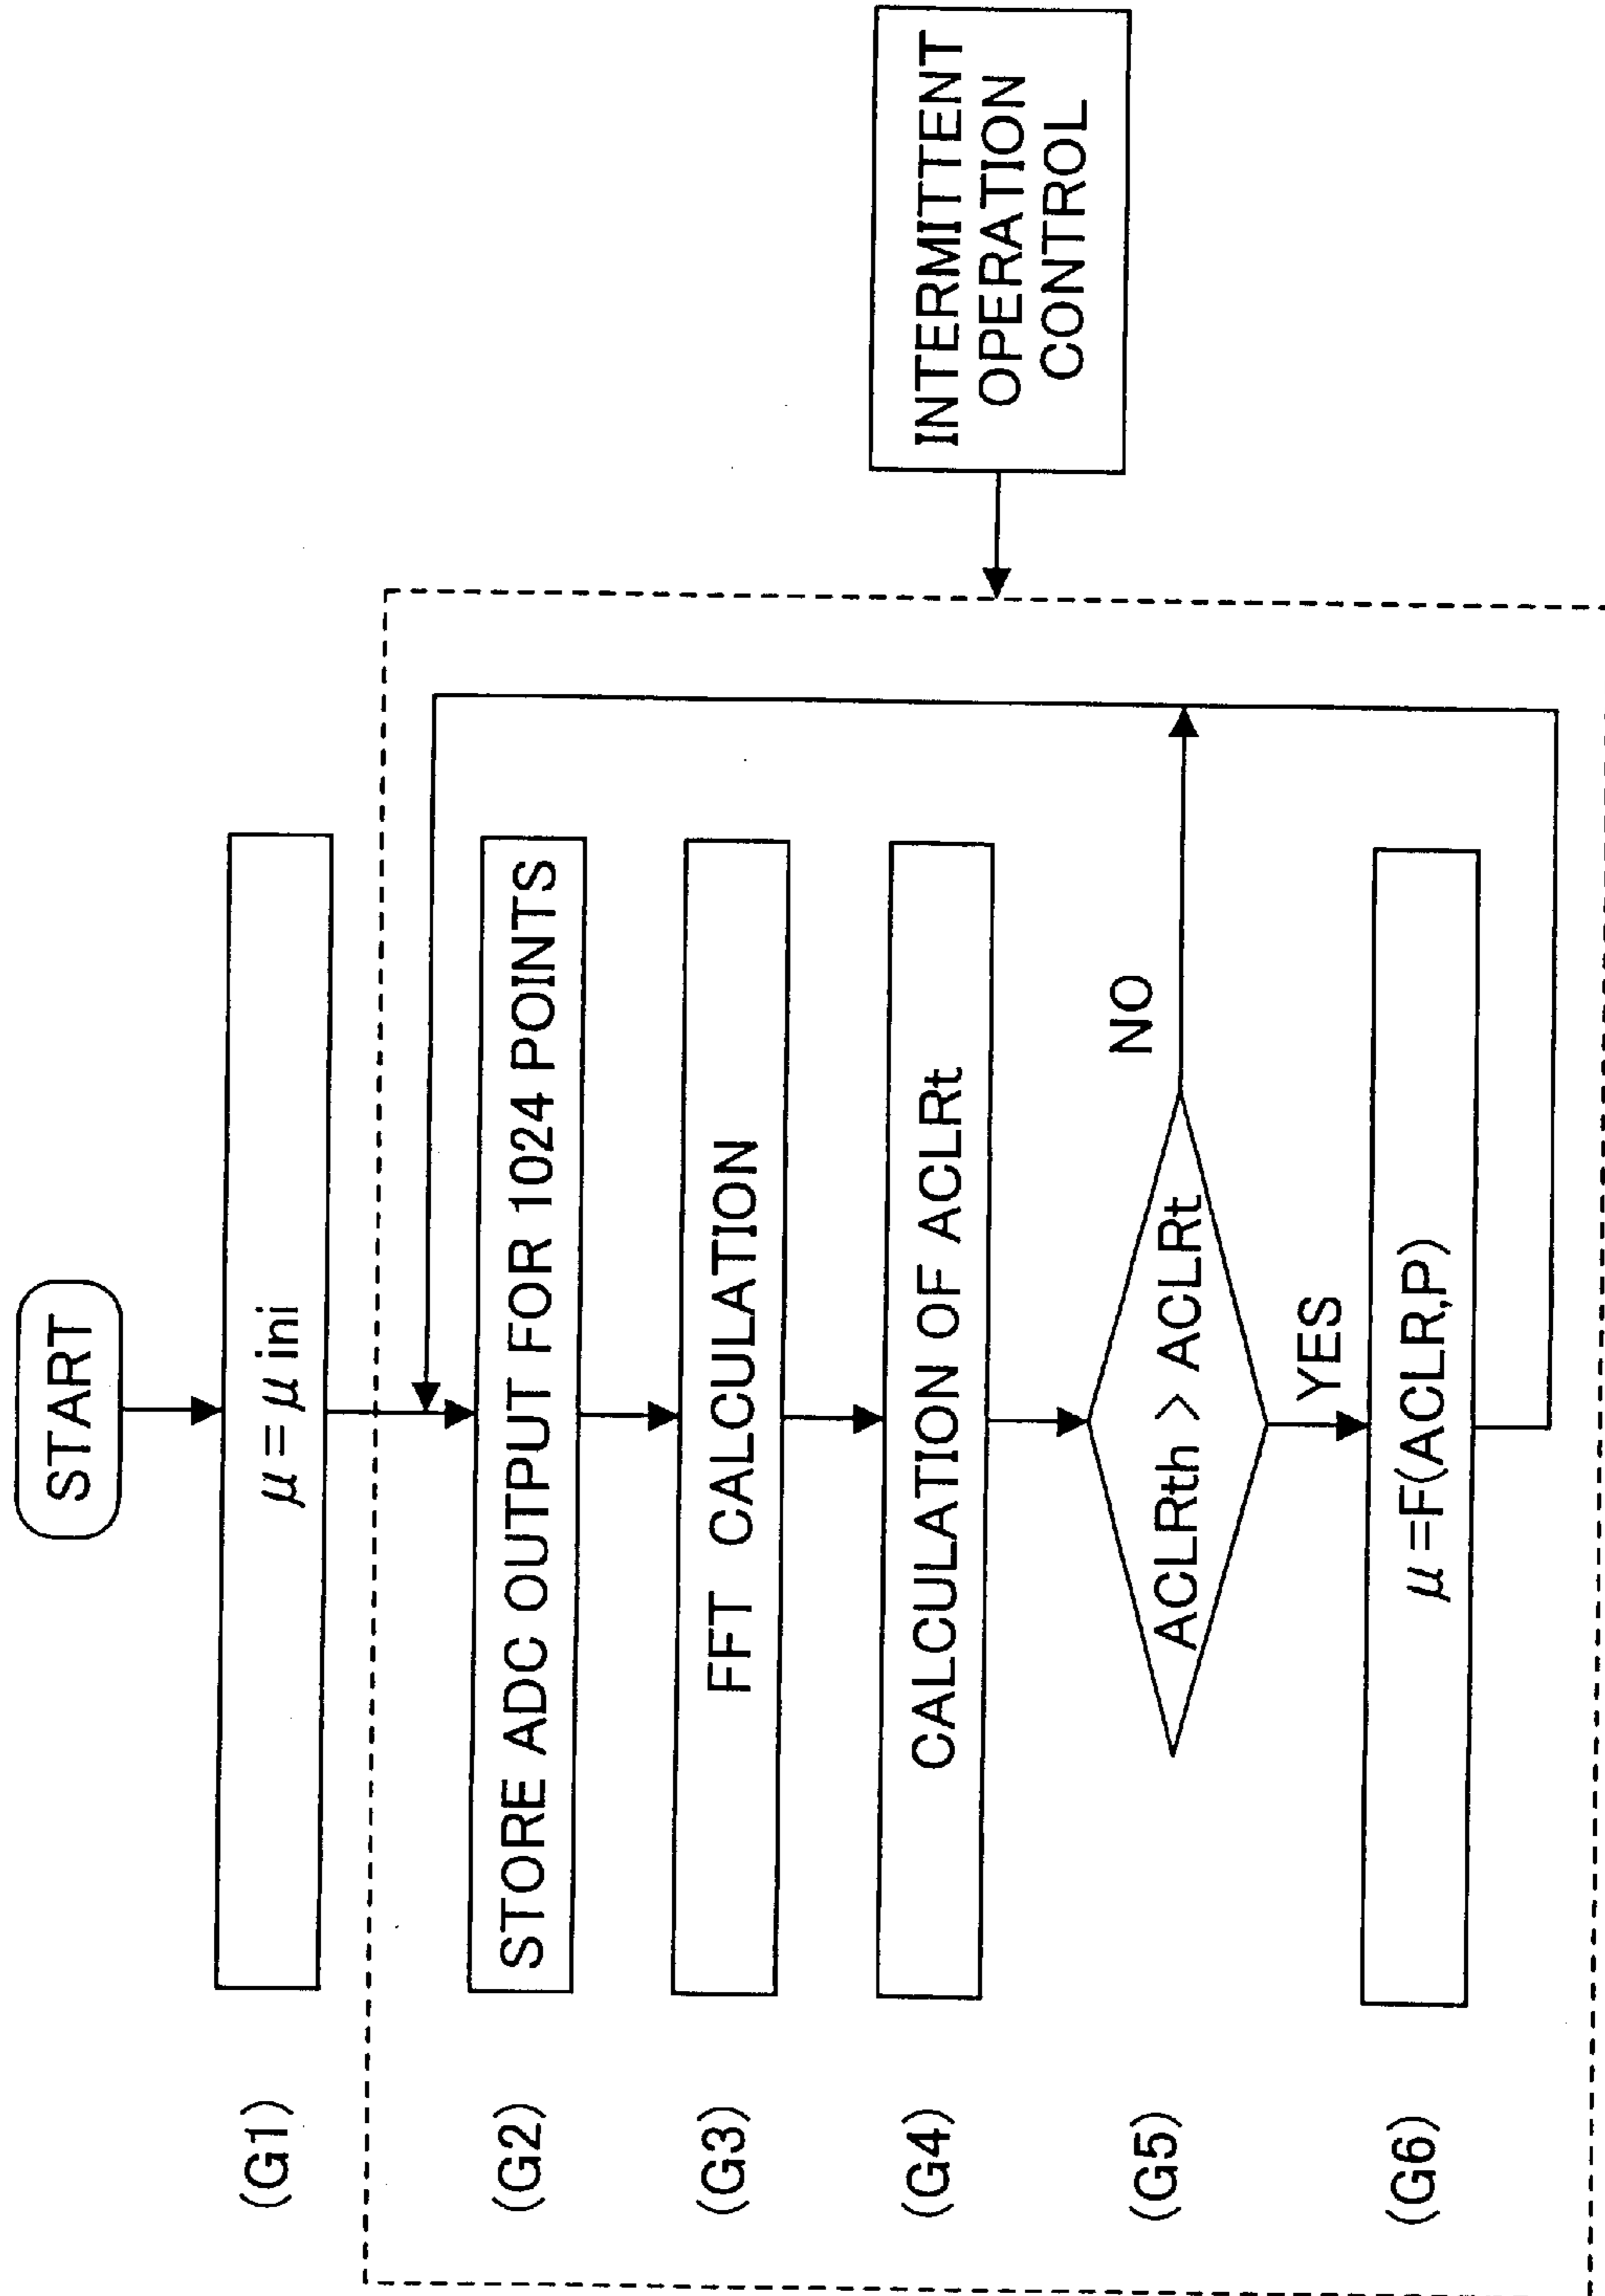 START
(G1)
μ=μ ini
(G2)
STORE ADC OUTPUT FOR 1024 POINTS
(G3)
FFT CALCULATION
(G4)
CALCULATION OF ACLRt
(G5)
ACLRth > ACLRt
NO
YES
(G6)
μ=F(ACLR,P)
INTERMITTENT
OPERATION
CONTROL